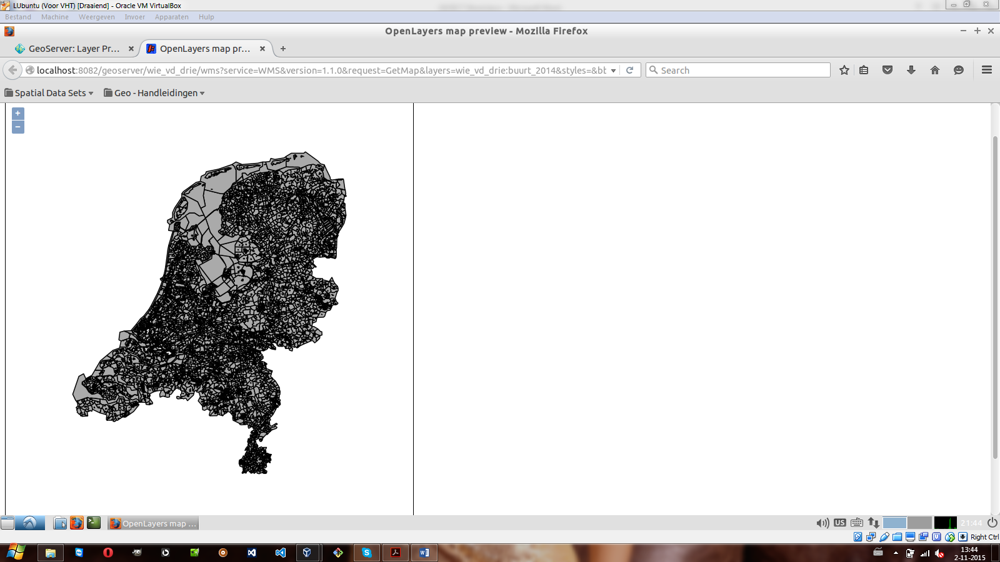 LUbuntu (Voor VHT) [Draaiend] - Oracle VM VirtualBox
Bestand Machine Weergeven Invoer Apparaten Hulp
OpenLayers map preview - Mozilla Firefox
GeoServer: Layer Pr... OpenLayers map pr...
localhost:8082/geoserver/wie_vd_drie/wms?service=WMS&version=1.1.0&request=GetMap&layers=wie_vd_drie:buurt_2014&styles=&bb Search
Spatial Data Sets Geo - Handleidingen
+
−
OpenLayers map ... US 21:44
Right Ctrl
13:44
2-11-2015